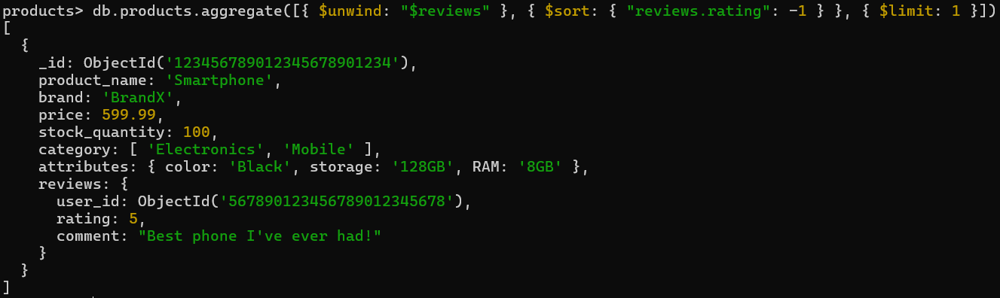 products> db.products.aggregate([{ $unwind: "$reviews" }, { $sort: { "reviews.rating": -1 } }, { $limit: 1 }])
[
  {
    _id: ObjectId('123456789012345678901234'),
    product_name: 'Smartphone',
    brand: 'BrandX',
    price: 599.99,
    stock_quantity: 100,
    category: [ 'Electronics', 'Mobile' ],
    attributes: { color: 'Black', storage: '128GB', RAM: '8GB' },
    reviews: {
      user_id: ObjectId('567890123456789012345678'),
      rating: 5,
      comment: "Best phone I've ever had!"
    }
  }
]